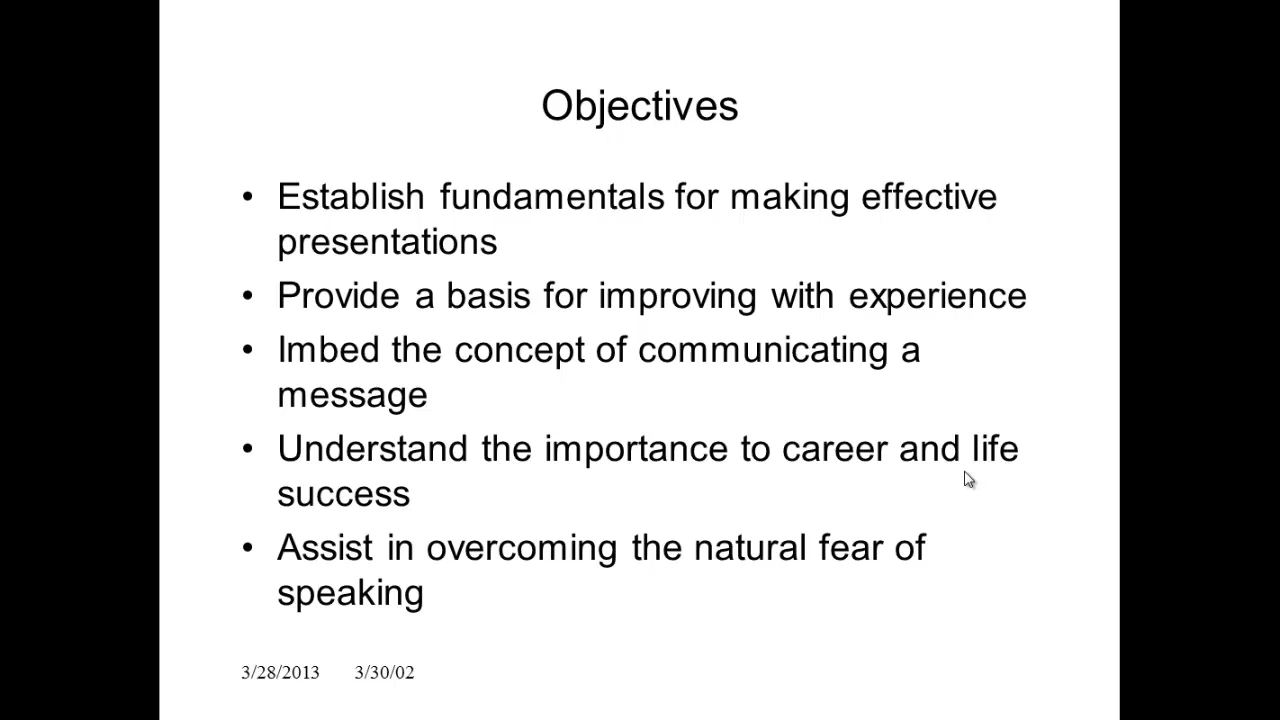 Objectives
• Establish fundamentals for making effective
presentations
• Provide a basis for improving with experience
• Imbed the concept of communicating a
message
• Understand the importance to career and life
success
• Assist in overcoming the natural fear of
speaking
3/28/2013 3/30/02